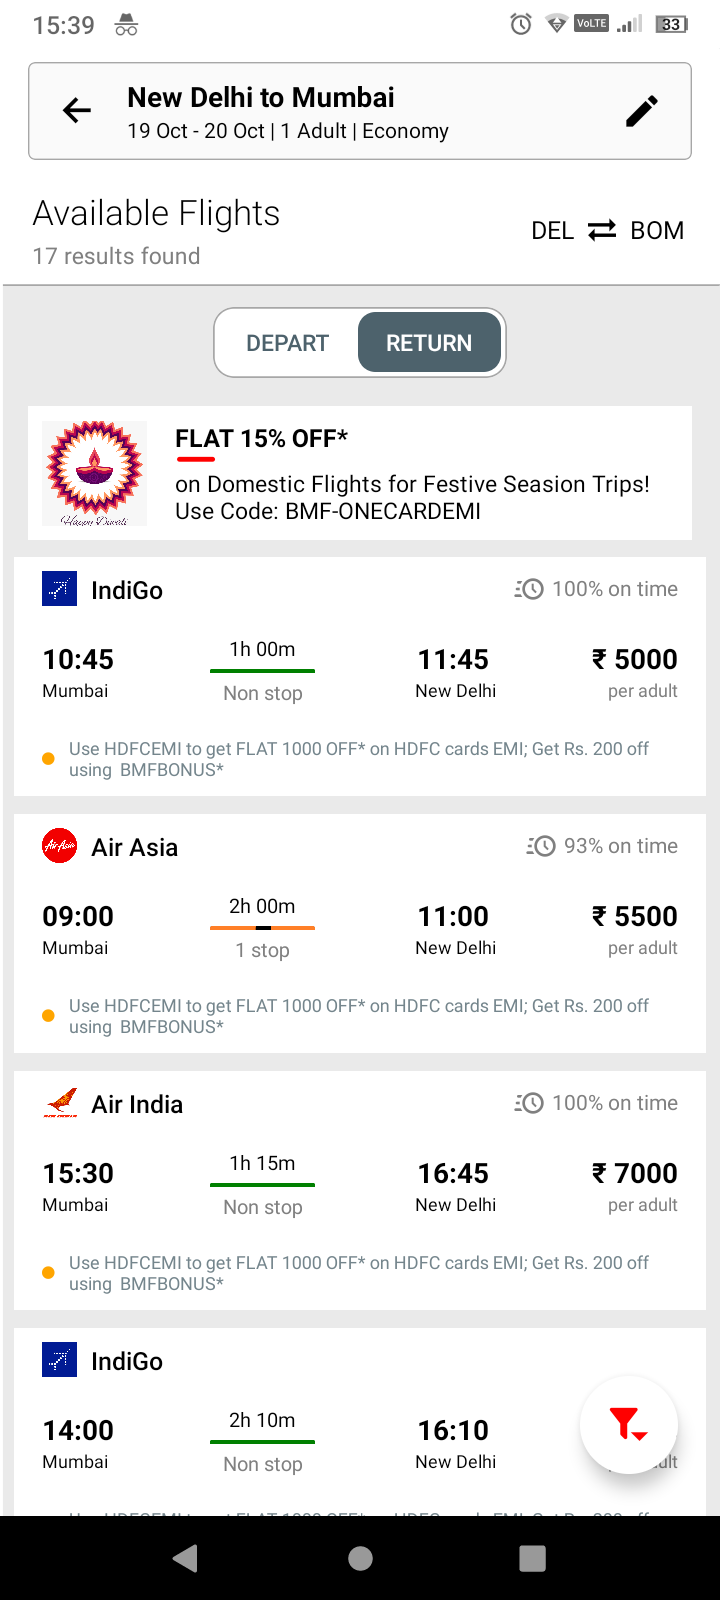 15:39
VoLTE
33
New Delhi to Mumbai
19 Oct - 20 Oct | 1 Adult | Economy
Available Flights
17 results found
DEL BOM
DEPART RETURN
FLAT 15% OFF*
on Domestic Flights for Festive Seasion Trips!
Use Code: BMF-ONECARDEMI
Happy Diwali
IndiGo 100% on time
10:45 1h 00m 11:45 ₹ 5000
Mumbai Non stop New Delhi per adult
Use HDFCEMI to get FLAT 1000 OFF* on HDFC cards EMI; Get Rs. 200 off
using BMFBONUS*
AirAsia
Air Asia 93% on time
09:00 2h 00m 11:00 ₹ 5500
Mumbai 1 stop New Delhi per adult
Use HDFCEMI to get FLAT 1000 OFF* on HDFC cards EMI; Get Rs. 200 off
using BMFBONUS*
Air India 100% on time
15:30 1h 15m 16:45 ₹ 7000
Mumbai Non stop New Delhi per adult
Use HDFCEMI to get FLAT 1000 OFF* on HDFC cards EMI; Get Rs. 200 off
using BMFBONUS*
IndiGo
14:00 2h 10m 16:10
Mumbai Non stop New Delhi